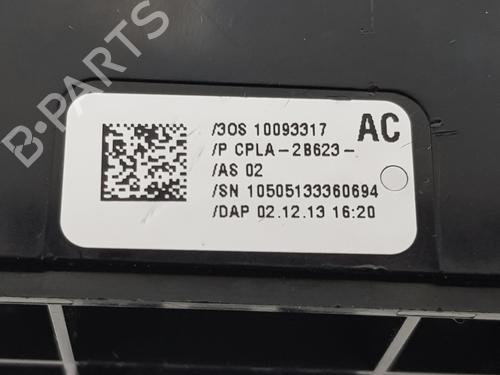 B-PARTS
/3OS 10093317 AC
/P CPLA-2B623-
/AS 02
/SN 10505133360694
/DAP 02.12.13 16:20